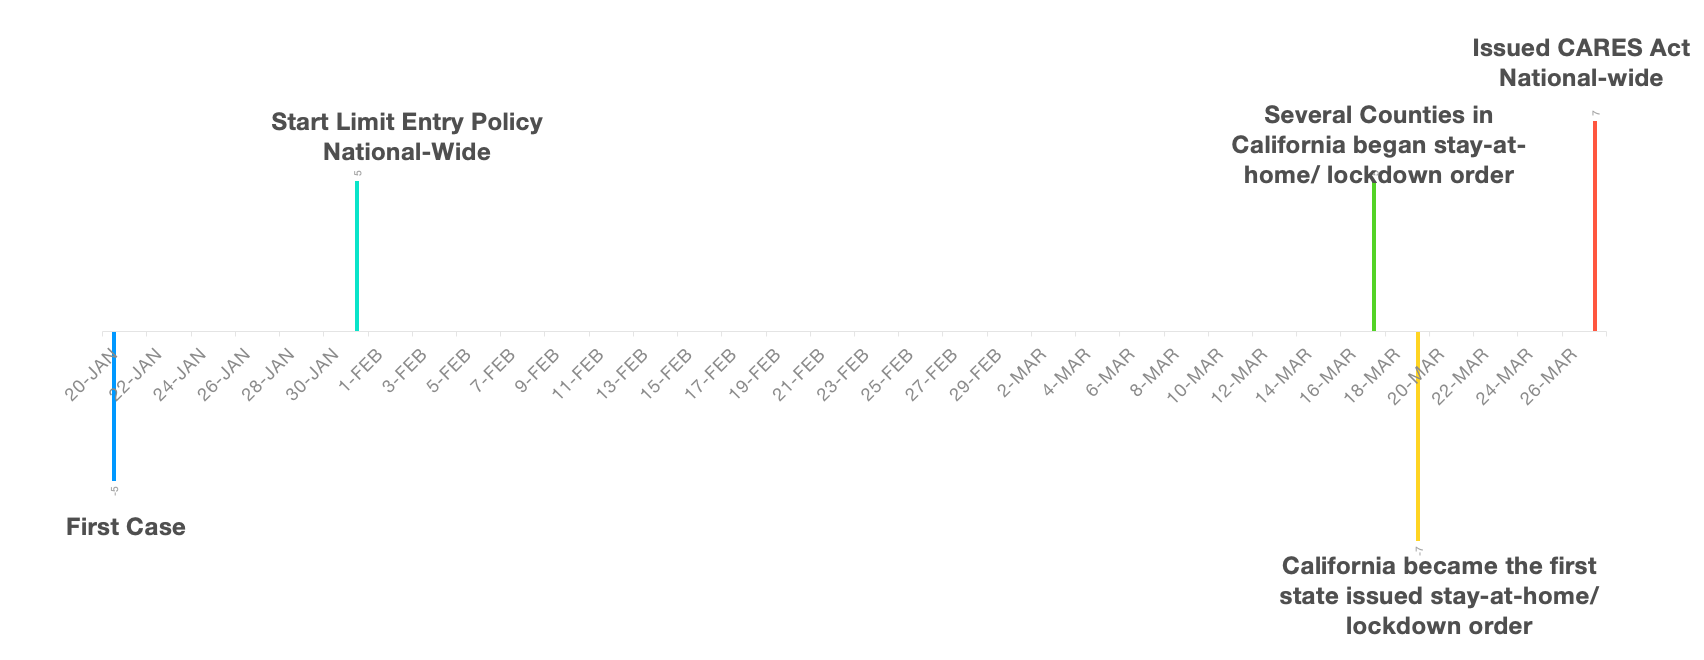 Issued CARES Act
National-wide
7
Several Counties in
California began stay-at-
home/ lockdown order
Start Limit Entry Policy
National-Wide
5
20-JAN
22-JAN
24-JAN
26-JAN
28-JAN
30-JAN
1-FEB
3-FEB
5-FEB
7-FEB
9-FEB
11-FEB
13-FEB
15-FEB
17-FEB
19-FEB
21-FEB
23-FEB
25-FEB
27-FEB
29-FEB
2-MAR
4-MAR
6-MAR
8-MAR
10-MAR
12-MAR
14-MAR
16-MAR
18-MAR
20-MAR
22-MAR
24-MAR
26-MAR
-5
First Case
-7
California became the first
state issued stay-at-home/
lockdown order